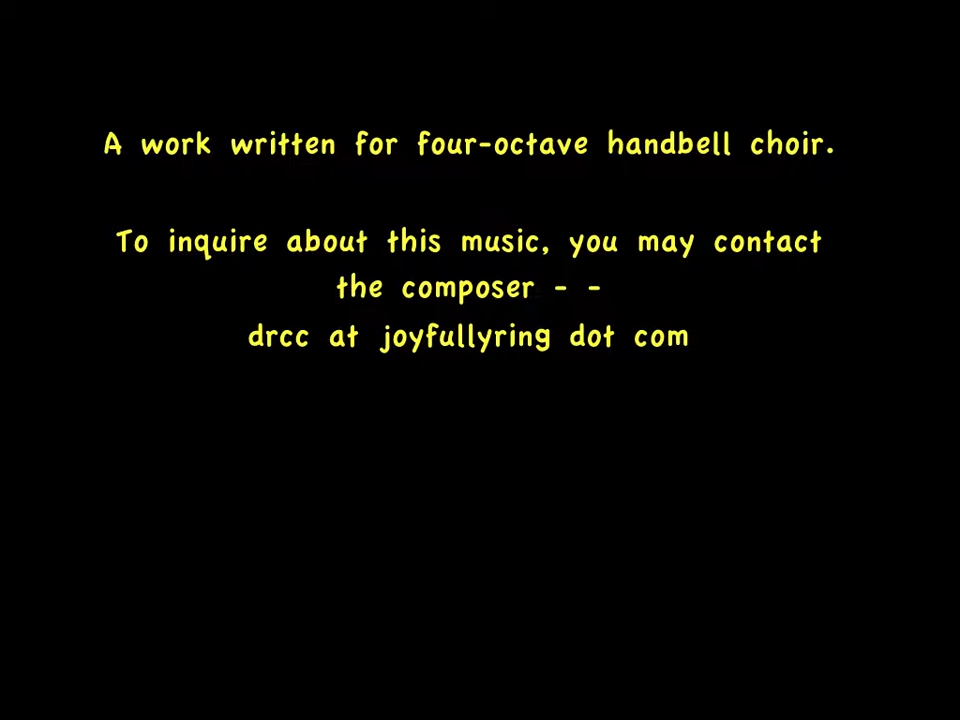 A work written for four-octave handbell choir.
To inquire about this music, you may contact
the composer - -
drcc at joyfullyring dot com